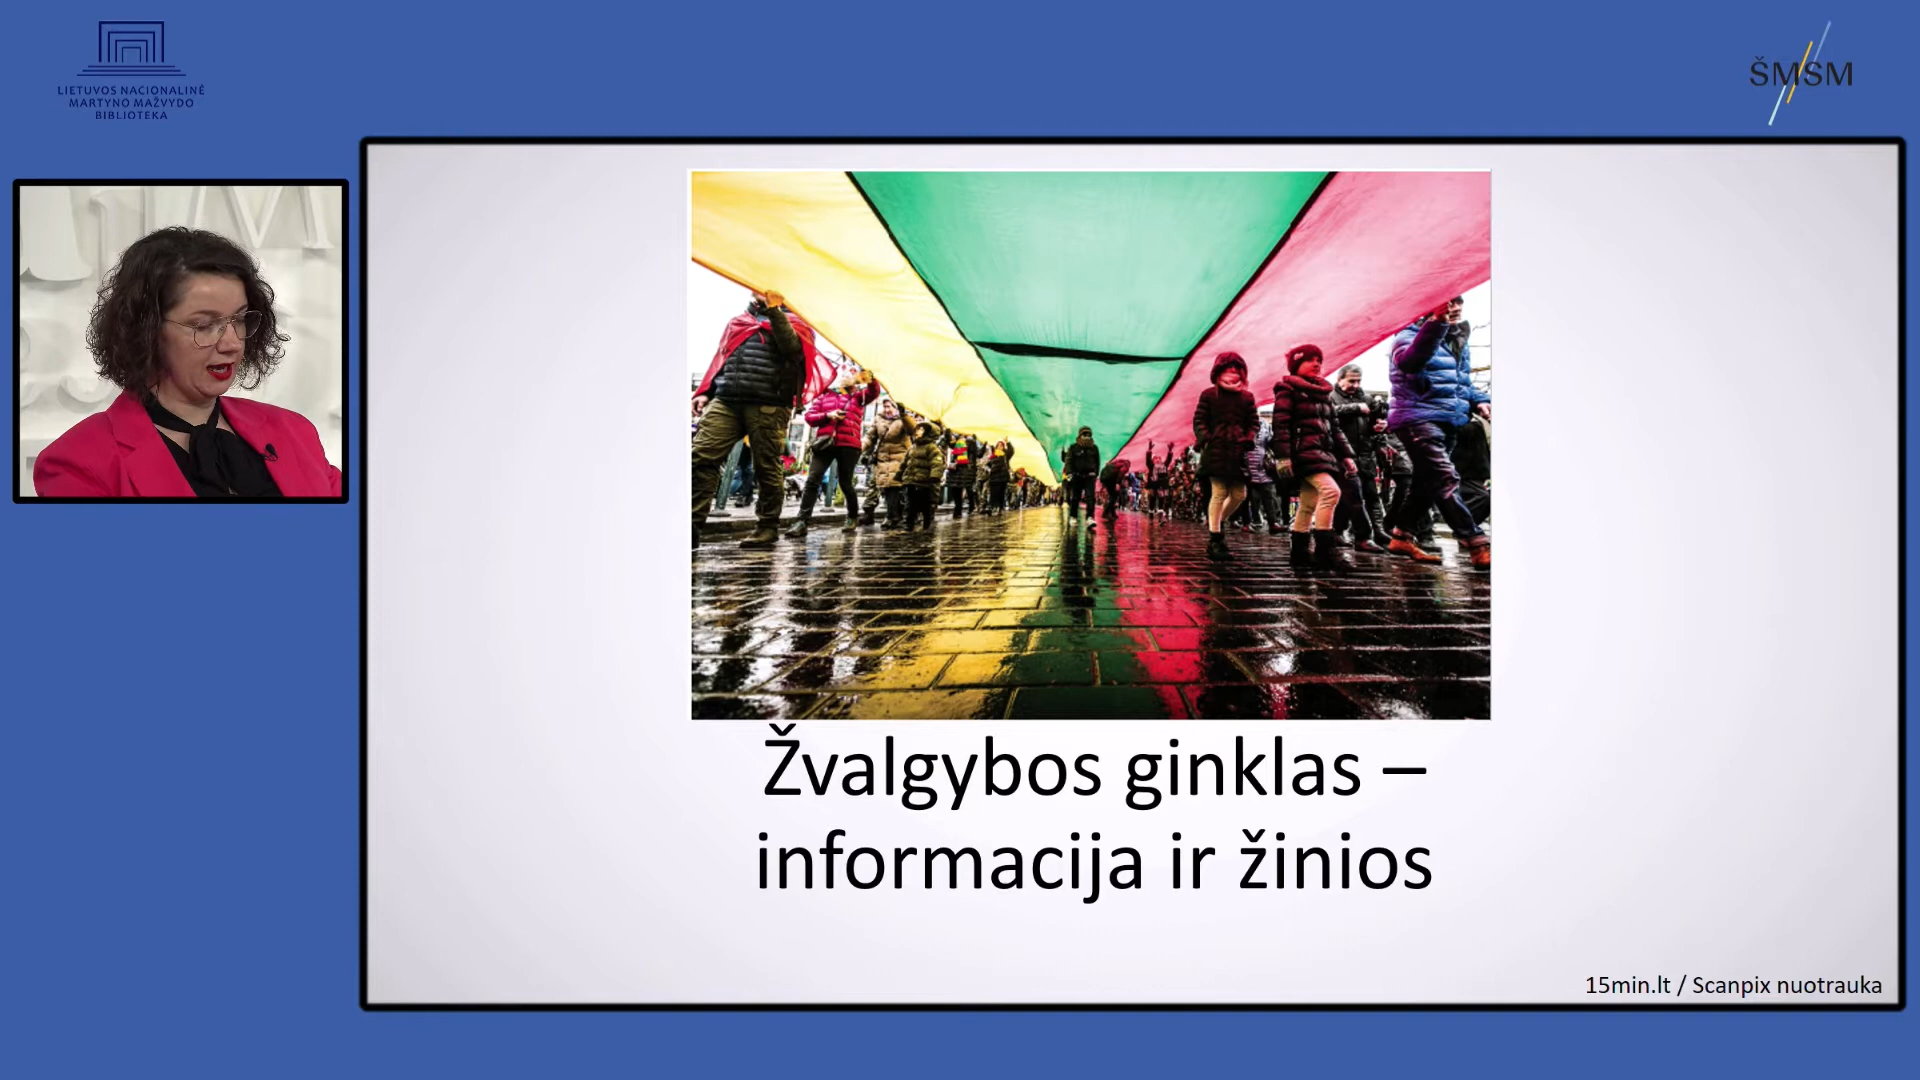 LIETUVOS NACIONALINĖ
MARTYNO MAŽVYDO
BIBLIOTEKA
ŠMSM
Žvalgybos ginklas –
informacija ir žinios
15min.lt / Scanpix nuotrauka